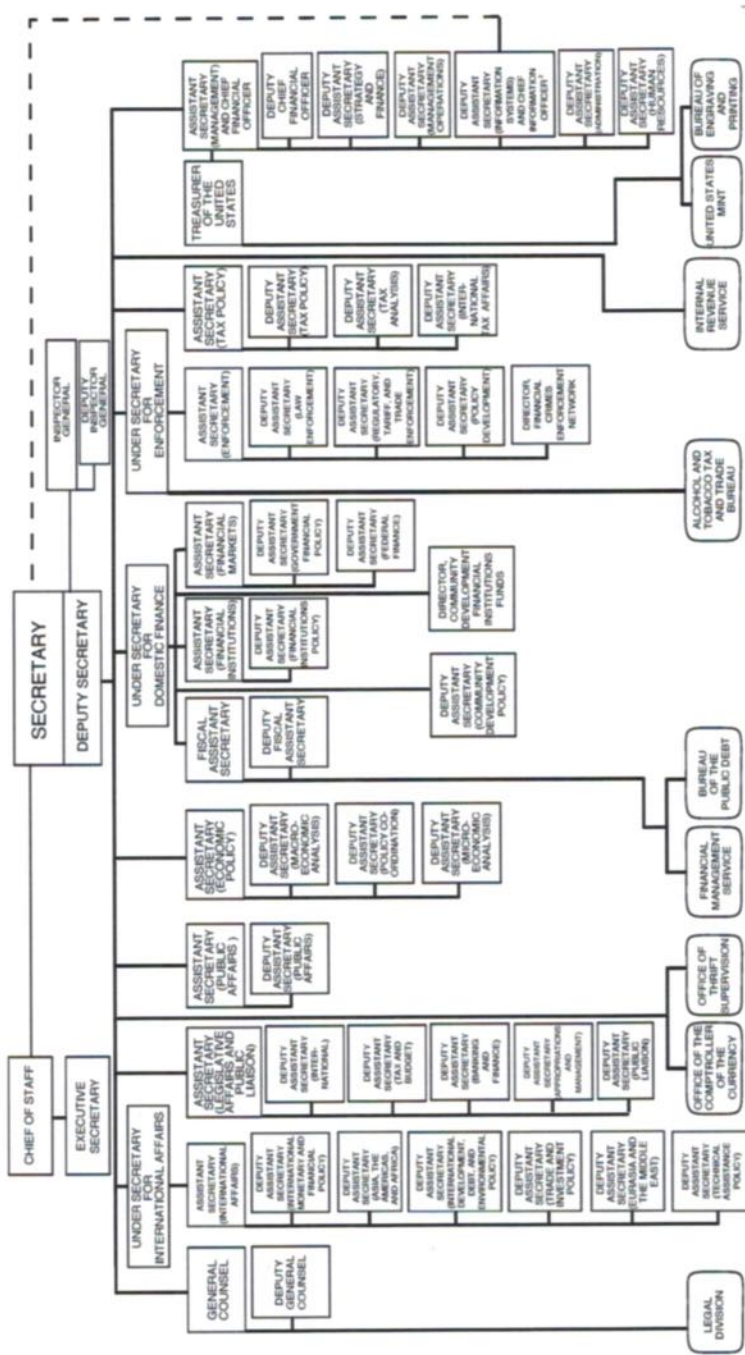 SECRETARY
DEPUTY SECRETARY
CHIEF OF STAFF
EXECUTIVE
SECRETARY
INSPECTOR
GENERAL
DEPUTY
INSPECTOR
GENERAL
GENERAL
COUNSEL
DEPUTY
GENERAL
COUNSEL
LEGAL
DIVISION
UNDER SECRETARY
FOR
INTERNATIONAL AFFAIRS
ASSISTANT
SECRETARY
(INTERNATIONAL
AFFAIRS)
DEPUTY
ASSISTANT
SECRETARY
(INTERNATIONAL
MONETARY AND
FINANCIAL
POLICY)
DEPUTY
ASSISTANT
SECRETARY
(ASIA, THE
AMERICAS,
AND AFRICA)
DEPUTY
ASSISTANT
SECRETARY
(INTERNATIONAL
DEVELOPMENT,
DEBT, AND
ENVIRONMENTAL
POLICY)
DEPUTY
ASSISTANT
SECRETARY
(TRADE AND
INVESTMENT
POLICY)
DEPUTY
ASSISTANT
SECRETARY
(EURASIA AND
THE MIDDLE
EAST)
DEPUTY
ASSISTANT
SECRETARY
(TECHNICAL
ASSISTANCE
POLICY)
ASSISTANT
SECRETARY
(LEGISLATIVE
AFFAIRS AND
PUBLIC
LIAISON)
DEPUTY
ASSISTANT
SECRETARY
(INTER-
NATIONAL)
DEPUTY
ASSISTANT
SECRETARY
(TAX AND
BUDGET)
DEPUTY
ASSISTANT
SECRETARY
(BANKING
AND
FINANCE)
DEPUTY
ASSISTANT
SECRETARY
(APPROPRIATIONS
AND
MANAGEMENT)
DEPUTY
ASSISTANT
SECRETARY
(PUBLIC
LIAISON)
OFFICE OF THE
COMPTROLLER
OF THE
CURRENCY
OFFICE OF
THRIFT
SUPERVISION
ASSISTANT
SECRETARY
(PUBLIC
AFFAIRS )
DEPUTY
ASSISTANT
SECRETARY
(PUBLIC
AFFAIRS)
ASSISTANT
SECRETARY
(ECONOMIC
POLICY)
DEPUTY
ASSISTANT
SECRETARY
(MACRO-
ECONOMIC
ANALYSIS)
DEPUTY
ASSISTANT
SECRETARY
(POLICY CO-
ORDINATION)
DEPUTY
ASSISTANT
SECRETARY
(MICRO-
ECONOMIC
ANALYSIS)
UNDER SECRETARY
FOR
DOMESTIC FINANCE
FISCAL
ASSISTANT
SECRETARY
DEPUTY
FISCAL
ASSISTANT
SECRETARY
FINANCIAL
MANAGEMENT
SERVICE
BUREAU
OF THE
PUBLIC DEBT
ASSISTANT
SECRETARY
(FINANCIAL
INSTITUTIONS)
DEPUTY
ASSISTANT
SECRETARY
(FINANCIAL
INSTITUTIONS
POLICY)
DEPUTY
ASSISTANT
SECRETARY
(COMMUNITY
DEVELOPMENT
POLICY)
ASSISTANT
SECRETARY
(FINANCIAL
MARKETS)
DEPUTY
ASSISTANT
SECRETARY
(GOVERNMENT
FINANCIAL
POLICY)
DEPUTY
ASSISTANT
SECRETARY
(FEDERAL
FINANCE)
DIRECTOR,
COMMUNITY
DEVELOPMENT
FINANCIAL
INSTITUTIONS
FUNDS
UNDER SECRETARY
FOR
ENFORCEMENT
ASSISTANT
SECRETARY
(ENFORCEMENT)
DEPUTY
ASSISTANT
SECRETARY
(LAW
ENFORCEMENT)
DEPUTY
ASSISTANT
SECRETARY
(REGULATORY,
TARIFF, AND
TRADE
ENFORCEMENT)
DEPUTY
ASSISTANT
SECRETARY
(POLICY
DEVELOPMENT)
DIRECTOR,
FINANCIAL
CRIMES
ENFORCEMENT
NETWORK
ALCOHOL AND
TOBACCO TAX
AND TRADE
BUREAU
ASSISTANT
SECRETARY
(TAX POLICY)
DEPUTY
ASSISTANT
SECRETARY
(TAX POLICY)
DEPUTY
ASSISTANT
SECRETARY
(TAX
ANALYSIS)
DEPUTY
ASSISTANT
SECRETARY
(INTER-
NATIONAL
TAX AFFAIRS)
INTERNAL
REVENUE
SERVICE
TREASURER
OF THE
UNITED
STATES
UNITED STATES
MINT
BUREAU OF
ENGRAVING
AND
PRINTING
ASSISTANT
SECRETARY
(MANAGEMENT)
AND CHIEF
FINANCIAL
OFFICER
DEPUTY
CHIEF
FINANCIAL
OFFICER
DEPUTY
ASSISTANT
SECRETARY
(STRATEGY
AND
FINANCE)
DEPUTY
ASSISTANT
SECRETARY
(MANAGEMENT
OPERATIONS)
DEPUTY
ASSISTANT
SECRETARY
(INFORMATION
SYSTEMS)
AND CHIEF
INFORMATION
OFFICER
DEPUTY
ASSISTANT
SECRETARY
(ADMINISTRATION)
DEPUTY
ASSISTANT
SECRETARY
(HUMAN
RESOURCES)